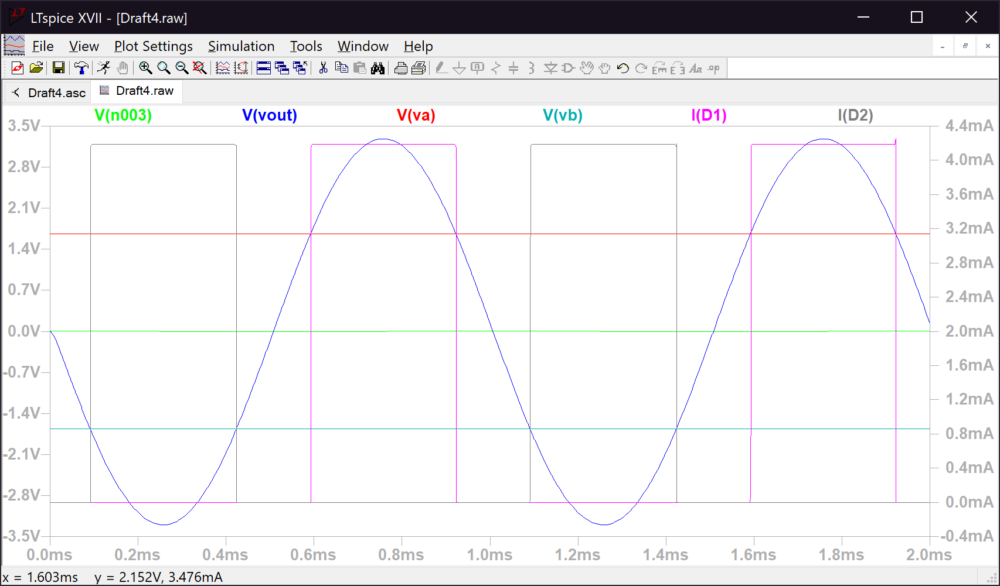 LTspice XVII - [Draft4.raw]
File View Plot Settings Simulation Tools Window Help
Draft4.asc Draft4.raw
V(n003) V(vout) V(va) V(vb) I(D1) I(D2)
3.5V 4.4mA
2.8V 4.0mA
2.1V 3.6mA
1.4V 3.2mA
0.7V 2.8mA
0.0V 2.4mA
-0.7V 2.0mA
-1.4V 1.6mA
-2.1V 1.2mA
-2.8V 0.8mA
-3.5V 0.4mA
0.0mA
-0.4mA
0.0ms 0.2ms 0.4ms 0.6ms 0.8ms 1.0ms 1.2ms 1.4ms 1.6ms 1.8ms 2.0ms
x = 1.603ms y = 2.152V, 3.476mA